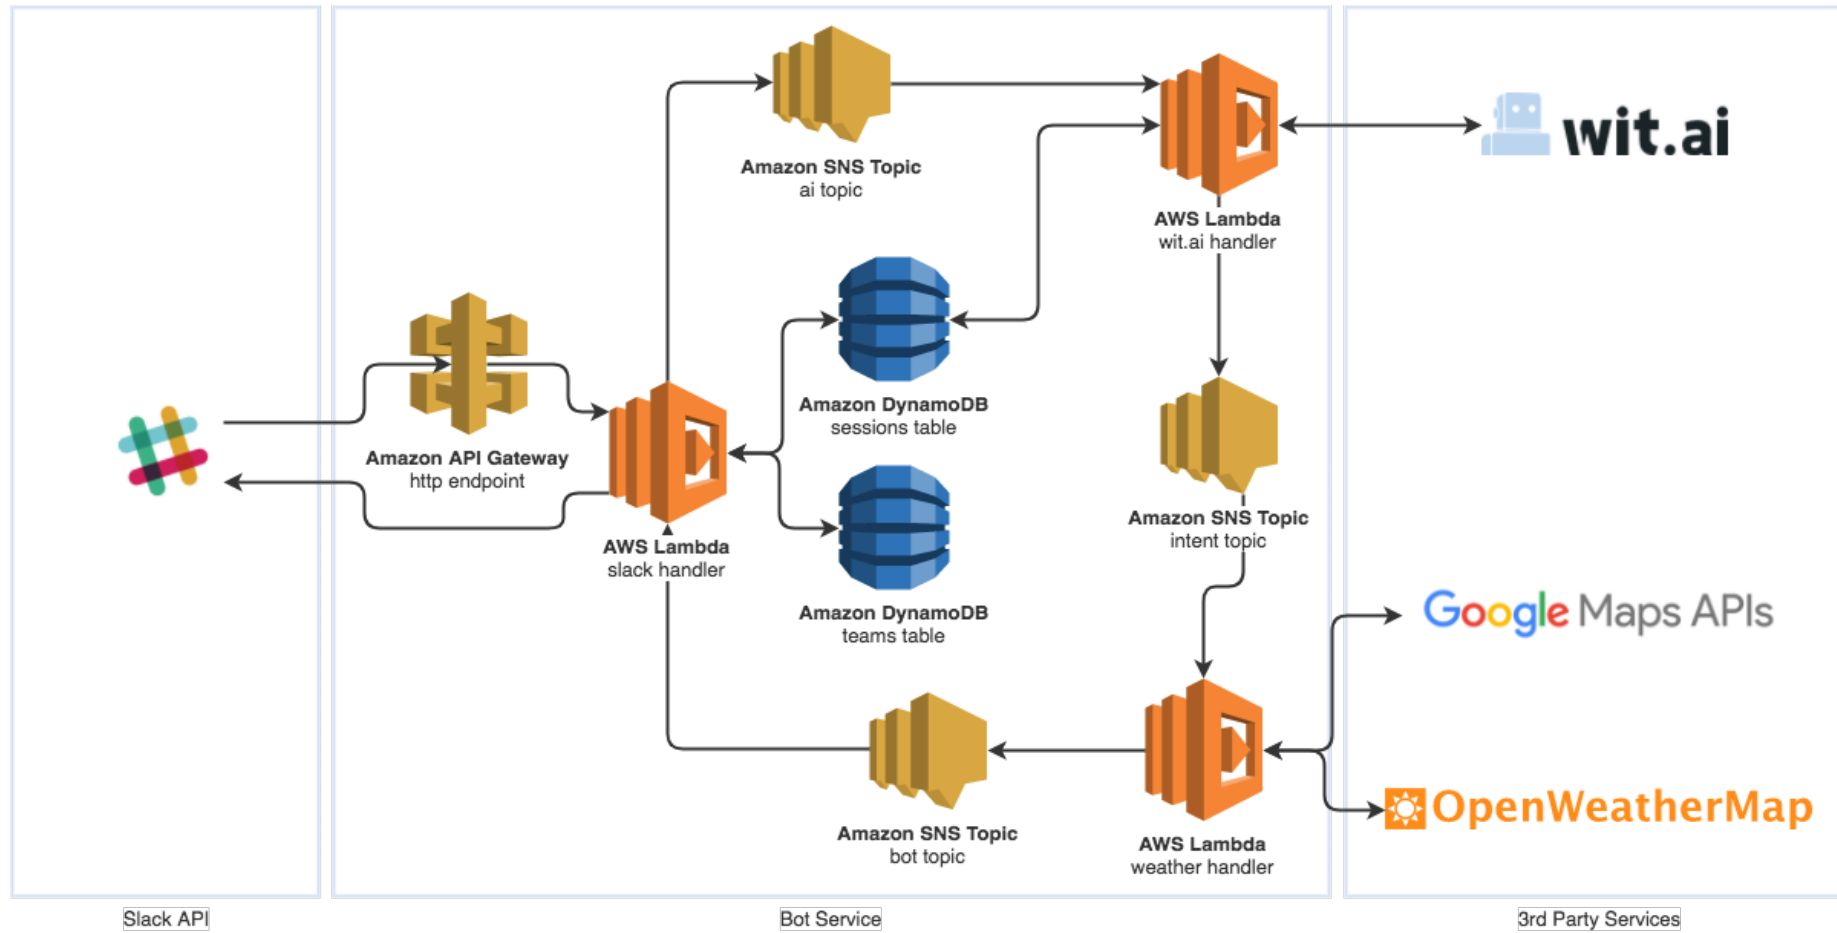 Amazon SNS Topic
ai topic
wit.ai
AWS Lambda
wit.ai handler
Amazon DynamoDB
sessions table
Amazon API Gateway
http endpoint
Amazon SNS Topic
intent topic
AWS Lambda
slack handler
Amazon DynamoDB
teams table
Google Maps APIs
OpenWeatherMap
Amazon SNS Topic
bot topic
AWS Lambda
weather handler
Slack API
Bot Service
3rd Party Services